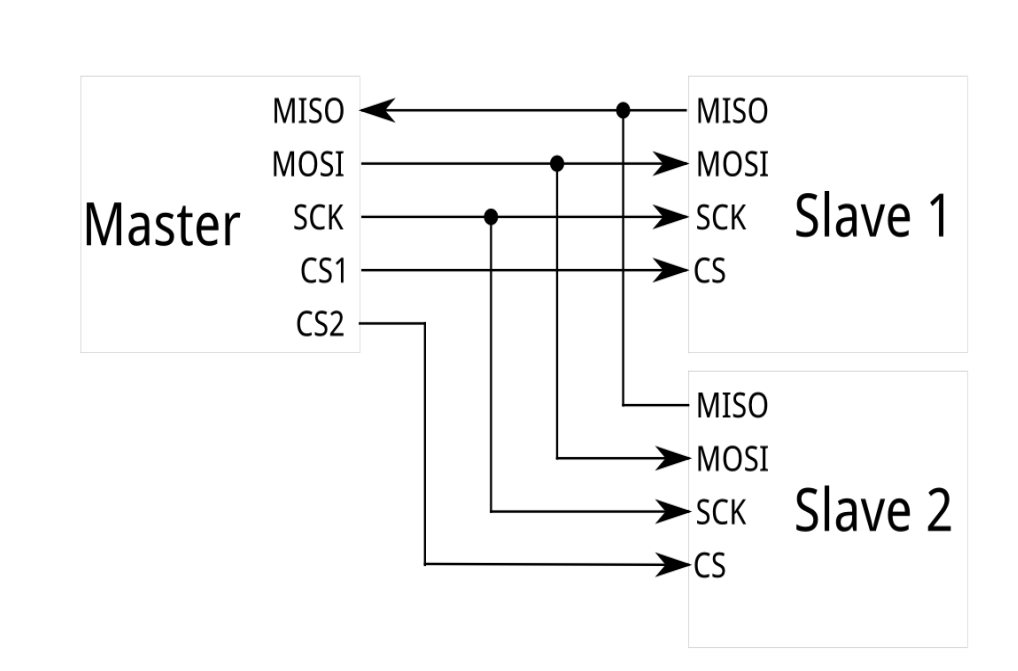 MISO
MOSI
SCK
CS1
CS2
Master
MISO
MOSI
SCK
CS
Slave 1
MISO
MOSI
SCK
CS
Slave 2